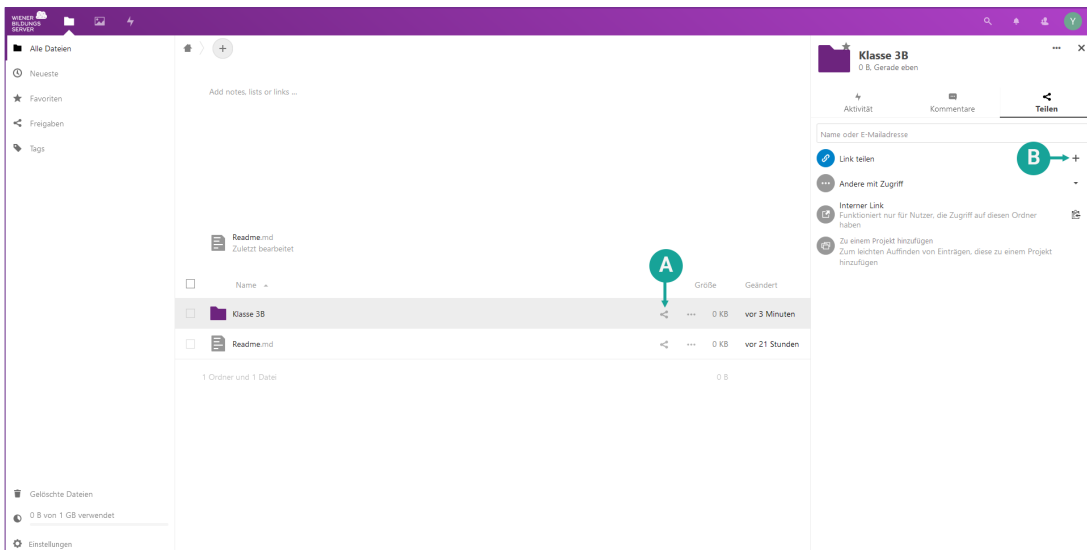 WIENER
BILDUNGS
SERVER
Y
Alle Dateien
Neueste
Favoriten
Freigaben
Tags
Gelöschte Dateien
0 B von 1 GB verwendet
Einstellungen
Add notes, lists or links ...
Readme.md
Zuletzt bearbeitet
A
Name Größe Geändert
Klasse 3B 0 KB vor 3 Minuten
Readme.md 0 KB vor 21 Stunden
1 Ordner und 1 Datei 0 B
Klasse 3B
0 B, Gerade eben
Aktivität Kommentare Teilen
Name oder E-Mailadresse
Link teilen B
Andere mit Zugriff
Interner Link
Funktioniert nur für Nutzer, die Zugriff auf diesen Ordner
haben
Zu einem Projekt hinzufügen
Zum leichten Auffinden von Einträgen, diese zu einem Projekt
hinzufügen